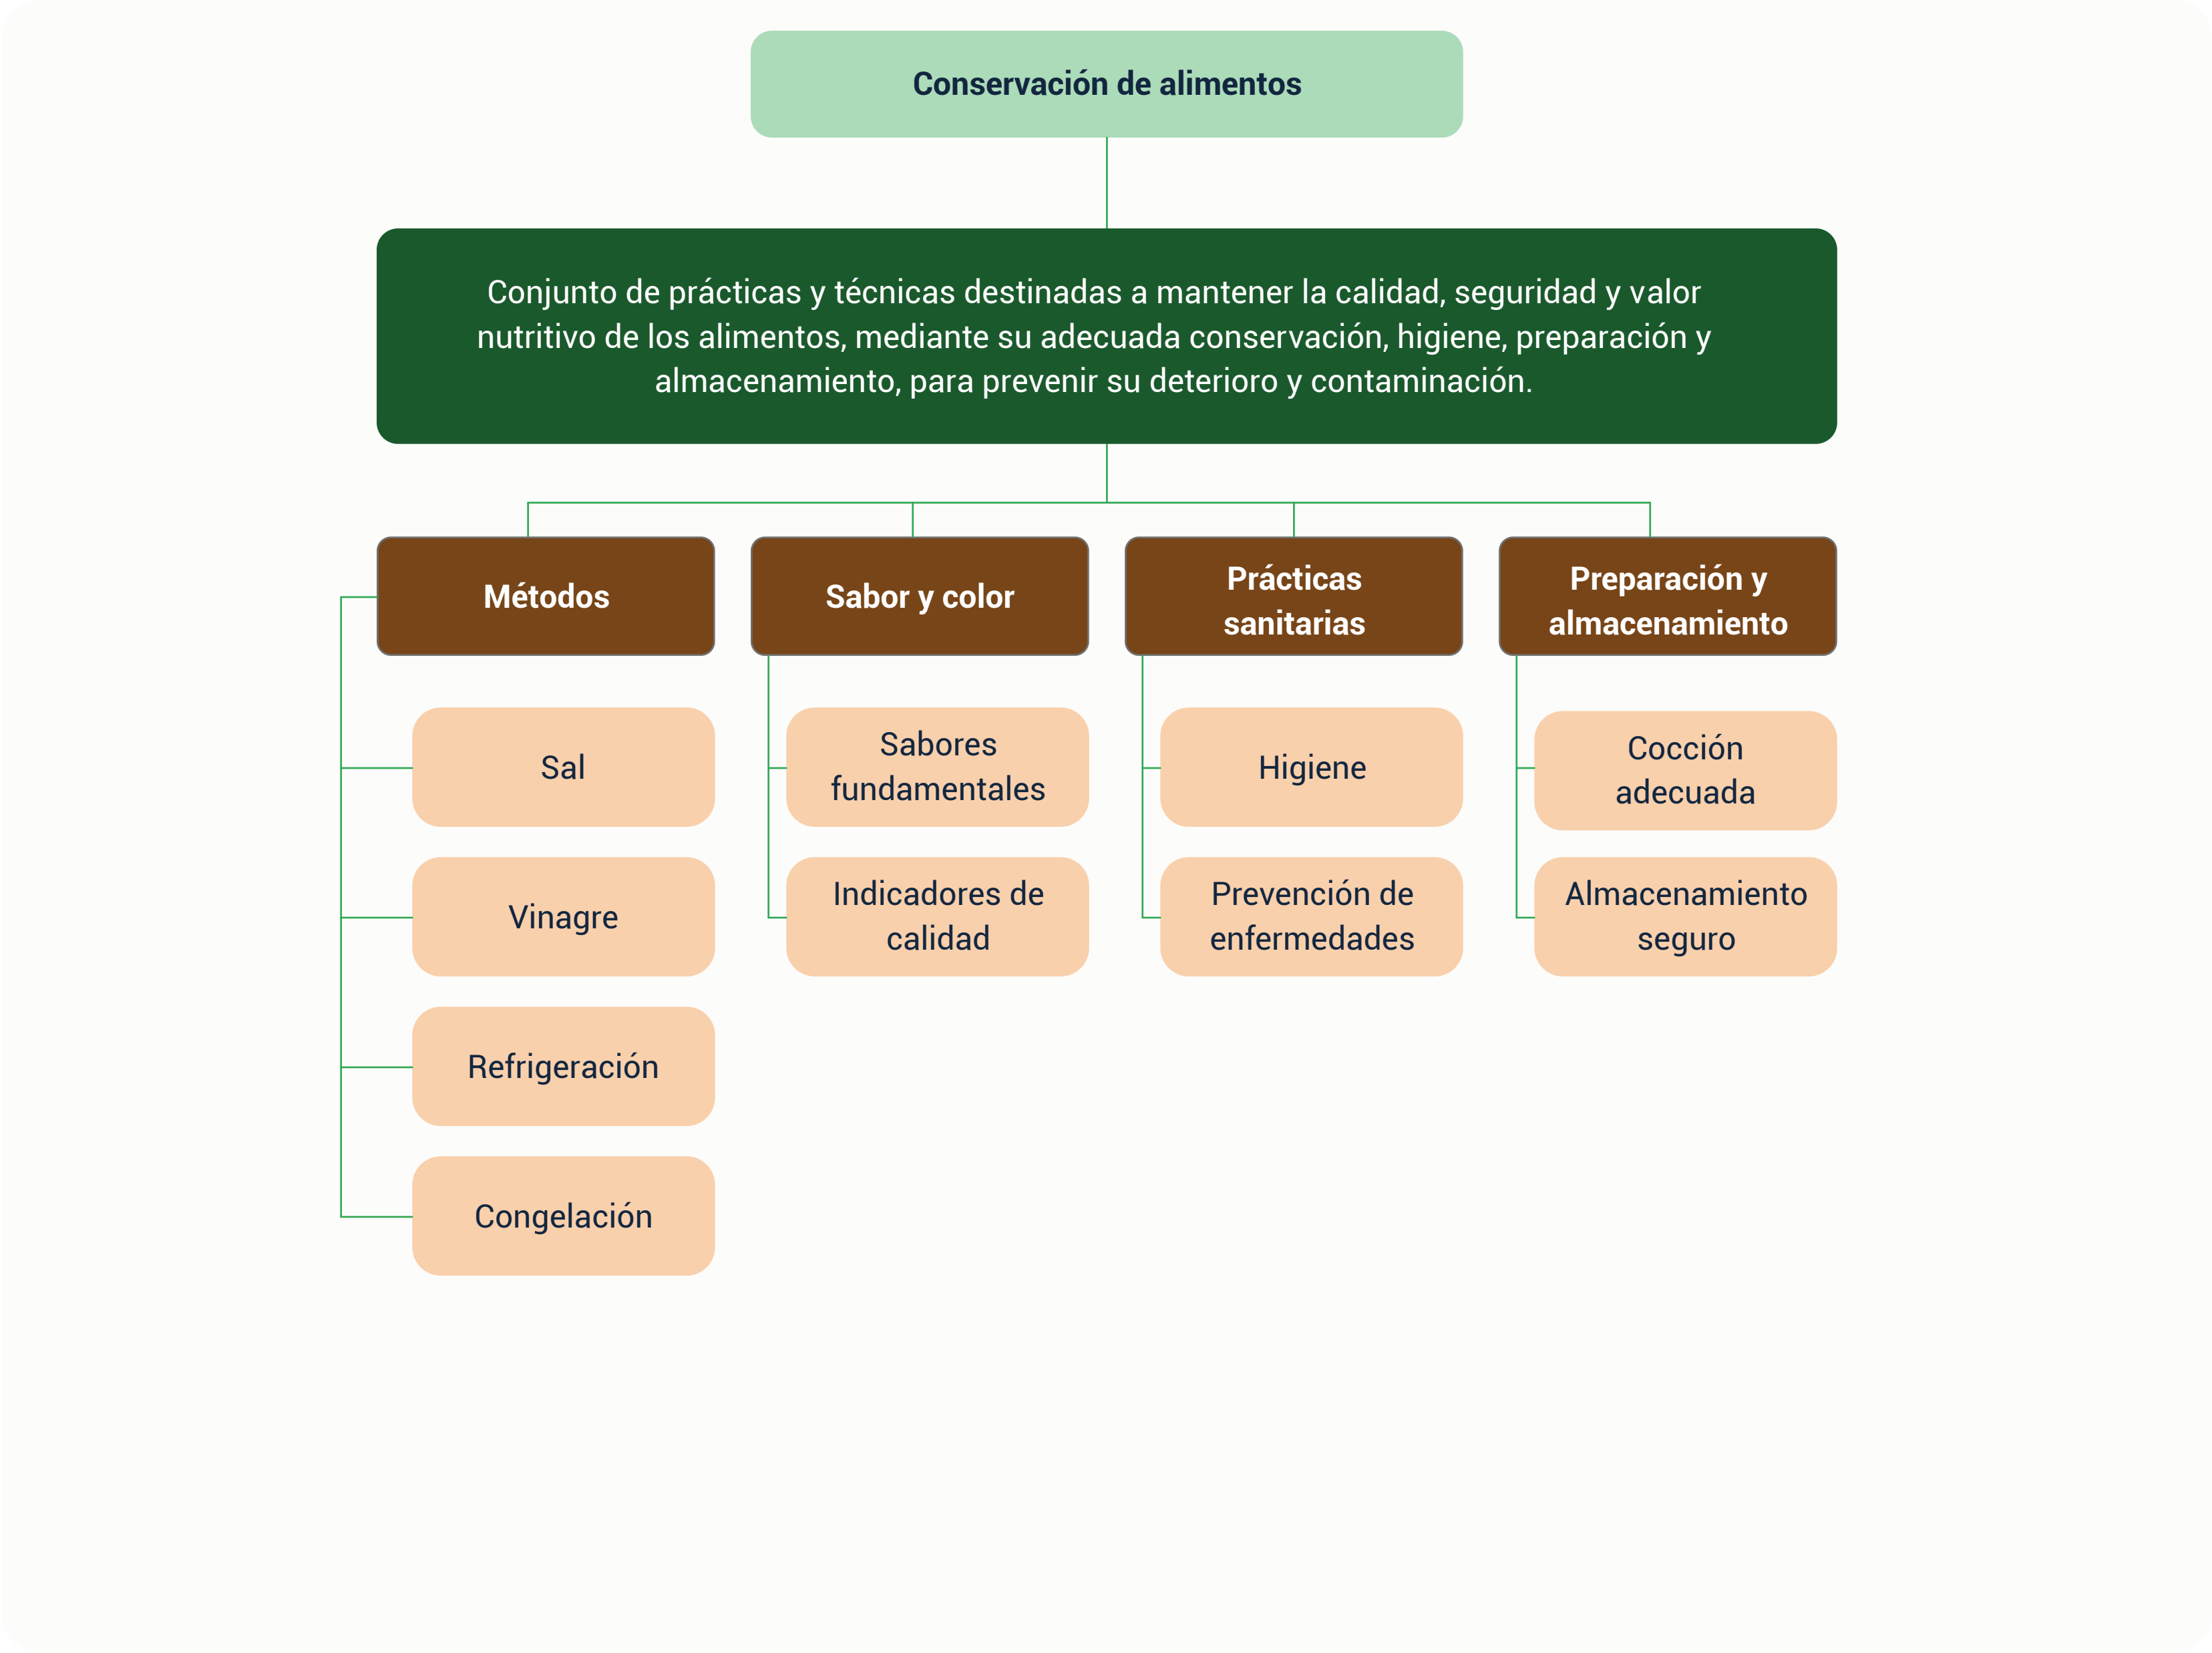 Conservación de alimentos
Conjunto de prácticas y técnicas destinadas a mantener la calidad, seguridad y valor
nutritivo de los alimentos, mediante su adecuada conservación, higiene, preparación y
almacenamiento, para prevenir su deterioro y contaminación.
Métodos
Sal
Vinagre
Refrigeración
Congelación
Sabor y color
Sabores
fundamentales
Indicadores de
calidad
Prácticas
sanitarias
Higiene
Prevención de
enfermedades
Preparación y
almacenamiento
Cocción
adecuada
Almacenamiento
seguro